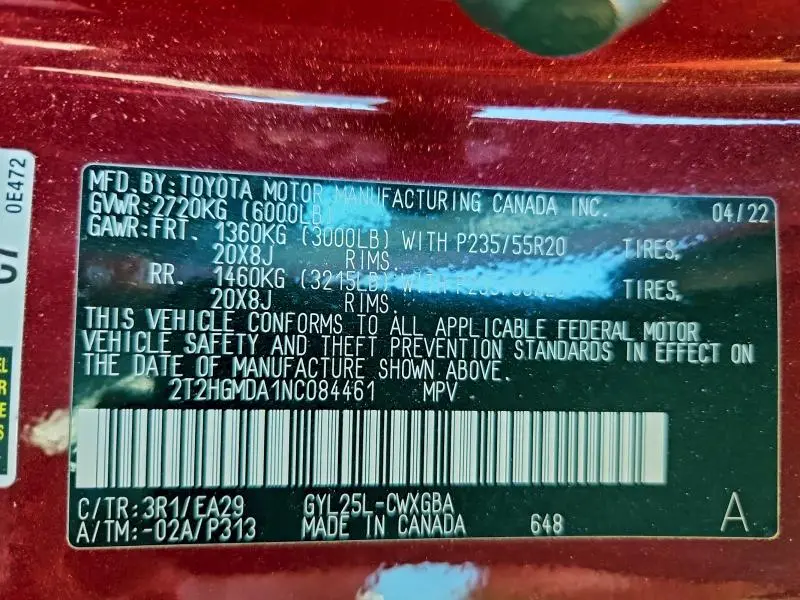 MFD.BY:TOYOTA MOTOR MANUFACTURING CANADA INC. 04/22
GVWR:2720KG (6000LB)
GAWR:FRT. 1360KG (3000LB) WITH P235/55R20 TIRES,
20X8J RIMS.
RR. 1460KG (3215LB) WITH P235/55R20 TIRES,
20X8J RIMS.
THIS VEHICLE CONFORMS TO ALL APPLICABLE FEDERAL MOTOR
VEHICLE SAFETY AND THEFT PREVENTION STANDARDS IN EFFECT ON
THE DATE OF MANUFACTURE SHOWN ABOVE.
2T2HGMDA1NC084461 MPV
C/TR:3R1/EA29 GYL25L-CWXGBA
A/TM:-02A/P313 MADE IN CANADA 648 A
0E472